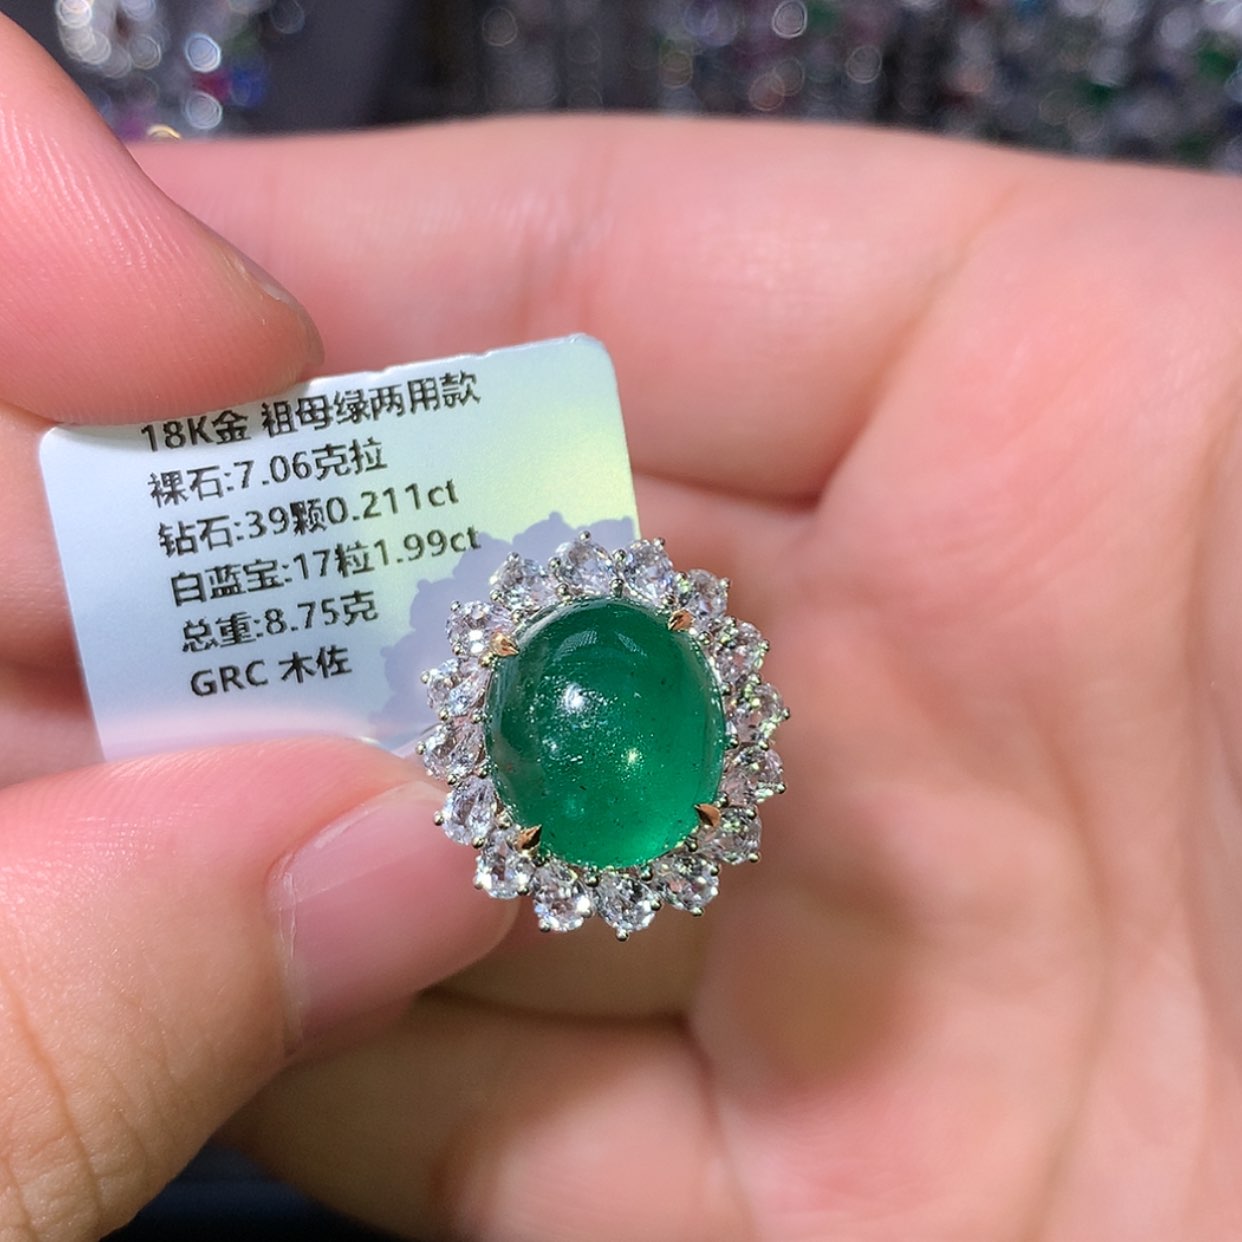 18K金 祖母绿两用款
裸石:7.06克拉
钻石:39颗0.211ct
白蓝宝:17粒1.99ct
总重:8.75克
GRC 木佐